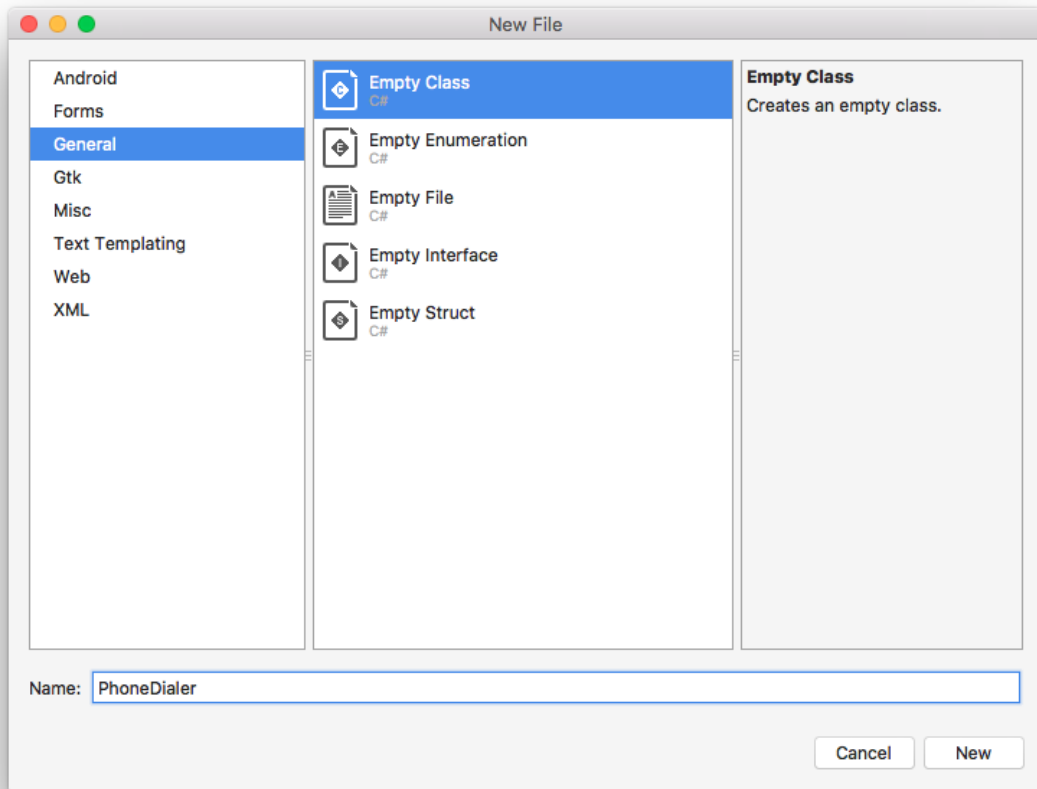 New File
Android
Forms
General
Gtk
Misc
Text Templating
Web
XML
Empty Class
C#
Empty Enumeration
C#
Empty File
C#
Empty Interface
C#
Empty Struct
C#
Empty Class
Creates an empty class.
Name: PhoneDialer
Cancel New